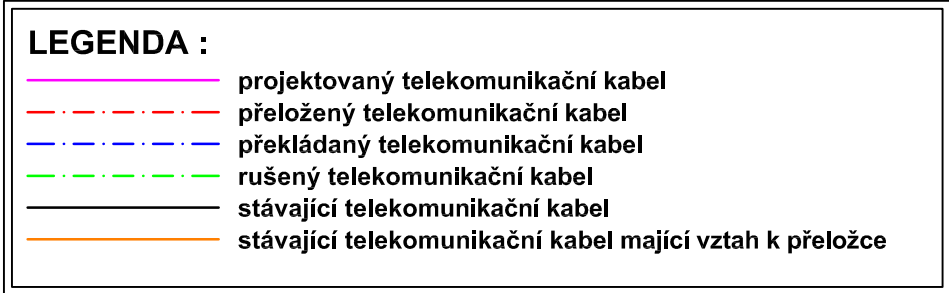 LEGENDA :
projektovaný telekomunikační kabel
přeložený telekomunikační kabel
překládaný telekomunikační kabel
rušený telekomunikační kabel
stávající telekomunikační kabel
stávající telekomunikační kabel mající vztah k přeložce